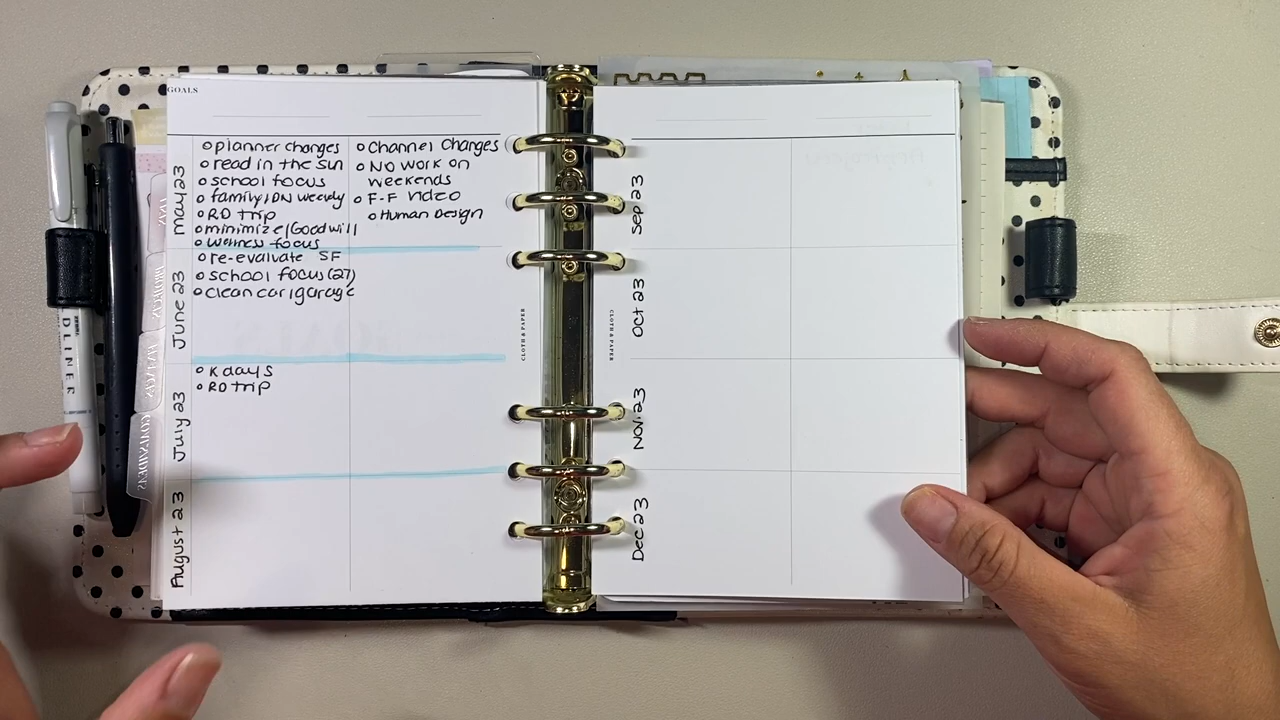 GOALS
May 23
o planner changes
o read in the sun
o school focus
o family/DN weekly
o RD trip
o minimize/Goodwill
o wellness focus
o Channel Changes
o NO work on
weekends
o F-F video
o Human Design
June 23
o re-evaluate SF
o school focus (27)
o clean car/garage
July 23
o K days
o RD trip
August 23
CLOTH & PAPER
CLOTH & PAPER
Sep 23
Oct 23
Nov. 23
Dec 23
DLINER